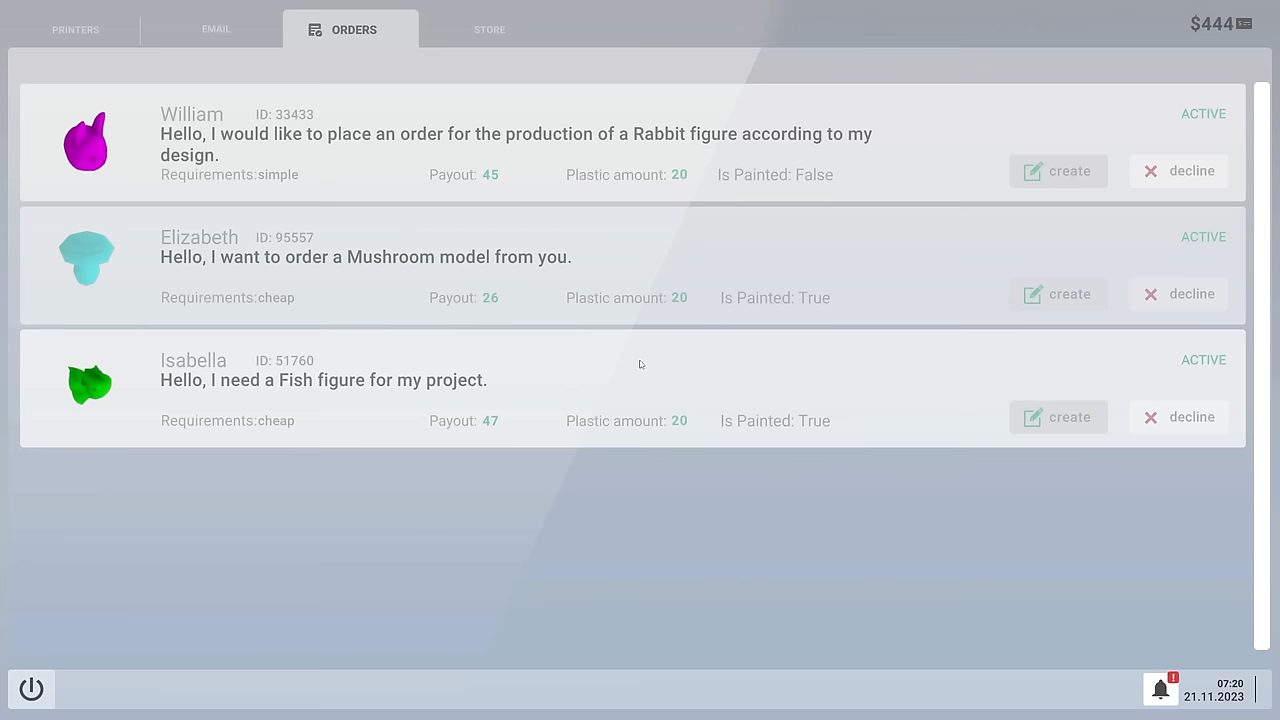 PRINTERS EMAIL ORDERS STORE $444
William ID: 33433 ACTIVE
Hello, I would like to place an order for the production of a Rabbit figure according to my
design.
Requirements:simple Payout: 45 Plastic amount: 20 Is Painted: False create decline
Elizabeth ID: 95557 ACTIVE
Hello, I want to order a Mushroom model from you.
Requirements:cheap Payout: 26 Plastic amount: 20 Is Painted: True create decline
Isabella ID: 51760 ACTIVE
Hello, I need a Fish figure for my project.
Requirements:cheap Payout: 47 Plastic amount: 20 Is Painted: True create decline
! 07:20
21.11.2023